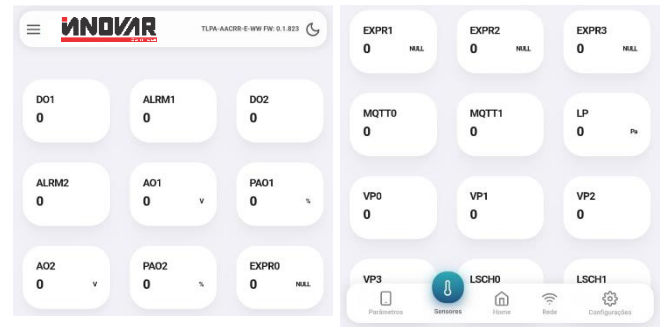 INOVAR
TLPA-AACRR-E-WW FW: 0.1.823
DO1 ALRM1 DO2
0 0 0
ALRM2 AO1 PAO1
0 0 V 0 %
AO2 PAO2 EXPR0
0 V 0 % 0 NULL
EXPR1 EXPR2 EXPR3
0 NULL 0 NULL 0 NULL
MQTT0 MQTT1 LP
0 0 0 Pa
VP0 VP1 VP2
0 0 0
VP3 LSCH0 LSCH1
Parâmetros Sensores Home Rede Configurações